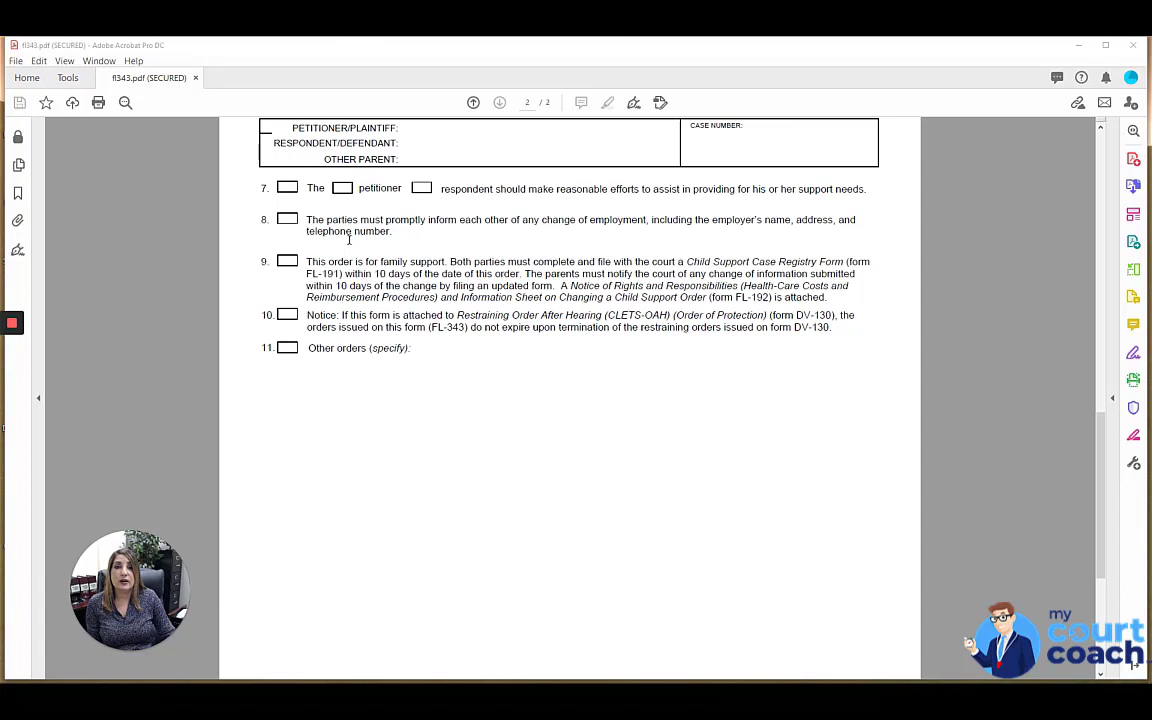 fl343.pdf (SECURED) - Adobe Acrobat Pro DC
File Edit View Window Help
Home Tools fl343.pdf (SECURED) ×
2 / 2
PETITIONER/PLAINTIFF:
RESPONDENT/DEFENDANT:
OTHER PARENT:
CASE NUMBER:
7. The petitioner respondent should make reasonable efforts to assist in providing for his or her support needs.
8. The parties must promptly inform each other of any change of employment, including the employer's name, address, and
telephone number.
9. This order is for family support. Both parties must complete and file with the court a Child Support Case Registry Form (form
FL-191) within 10 days of the date of this order. The parents must notify the court of any change of information submitted
within 10 days of the change by filing an updated form. A Notice of Rights and Responsibilities (Health-Care Costs and
Reimbursement Procedures) and Information Sheet on Changing a Child Support Order (form FL-192) is attached.
10. Notice: If this form is attached to Restraining Order After Hearing (CLETS-OAH) (Order of Protection) (form DV-130), the
orders issued on this form (FL-343) do not expire upon termination of the restraining orders issued on form DV-130.
11. Other orders (specify):
my
court
coach